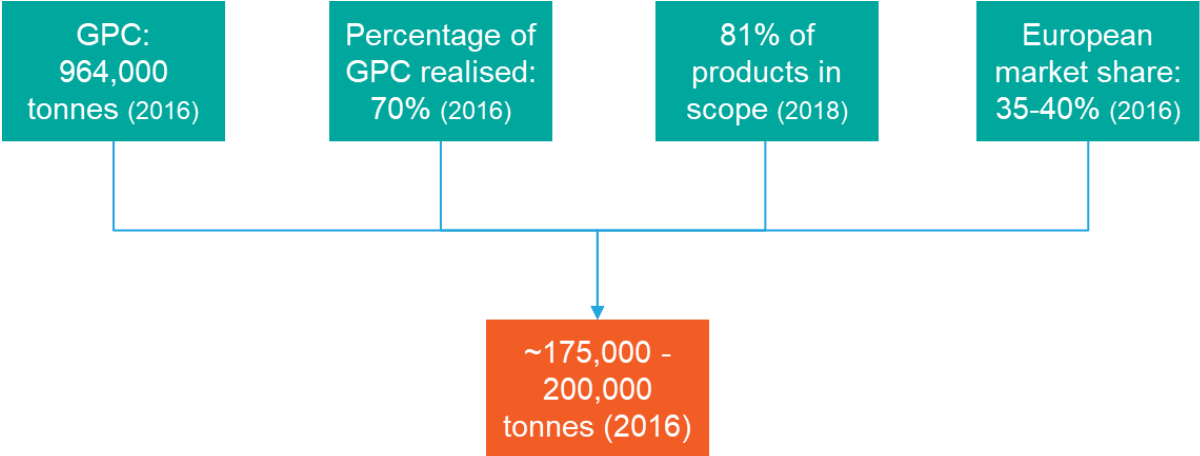 GPC:
964,000
tonnes (2016)
Percentage of
GPC realised:
70% (2016)
81% of
products in
scope (2018)
European
market share:
35-40% (2016)
~175,000 -
200,000
tonnes (2016)